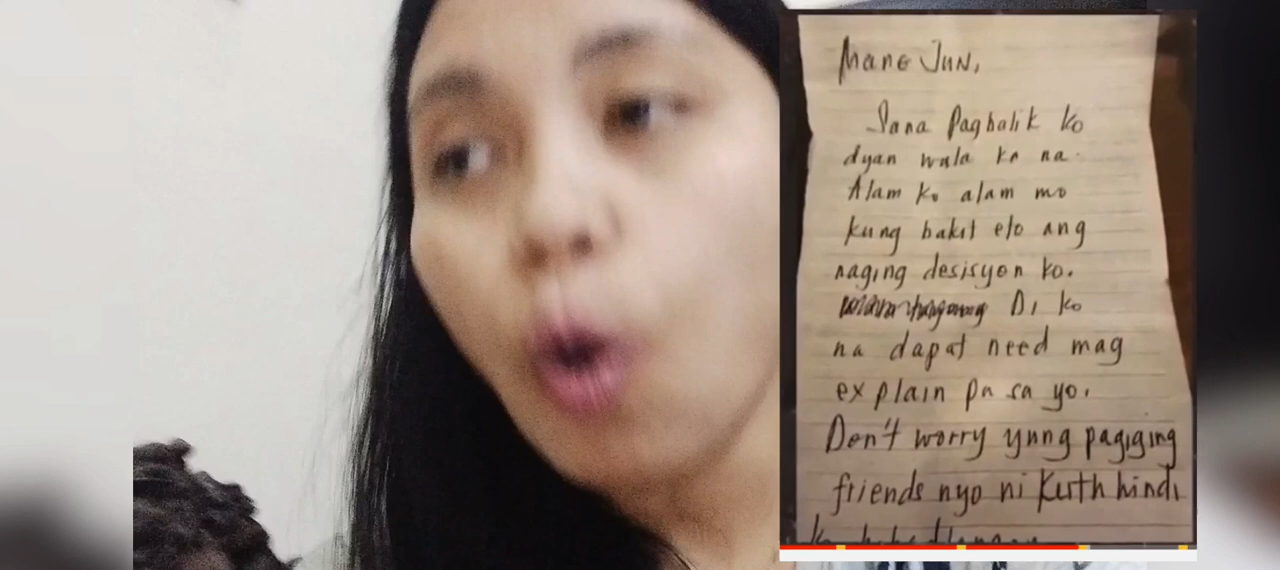 Mane Jun,
Sana Pagbalik ko
dyan wala ka na.
Alam ko alam mo
kung bakit eto ang
naging desisyon ko.
Di ko
na dapat need mag
explain pa sa yo.
Don't worry yung pagiging
friends nyo ni Keith hindi